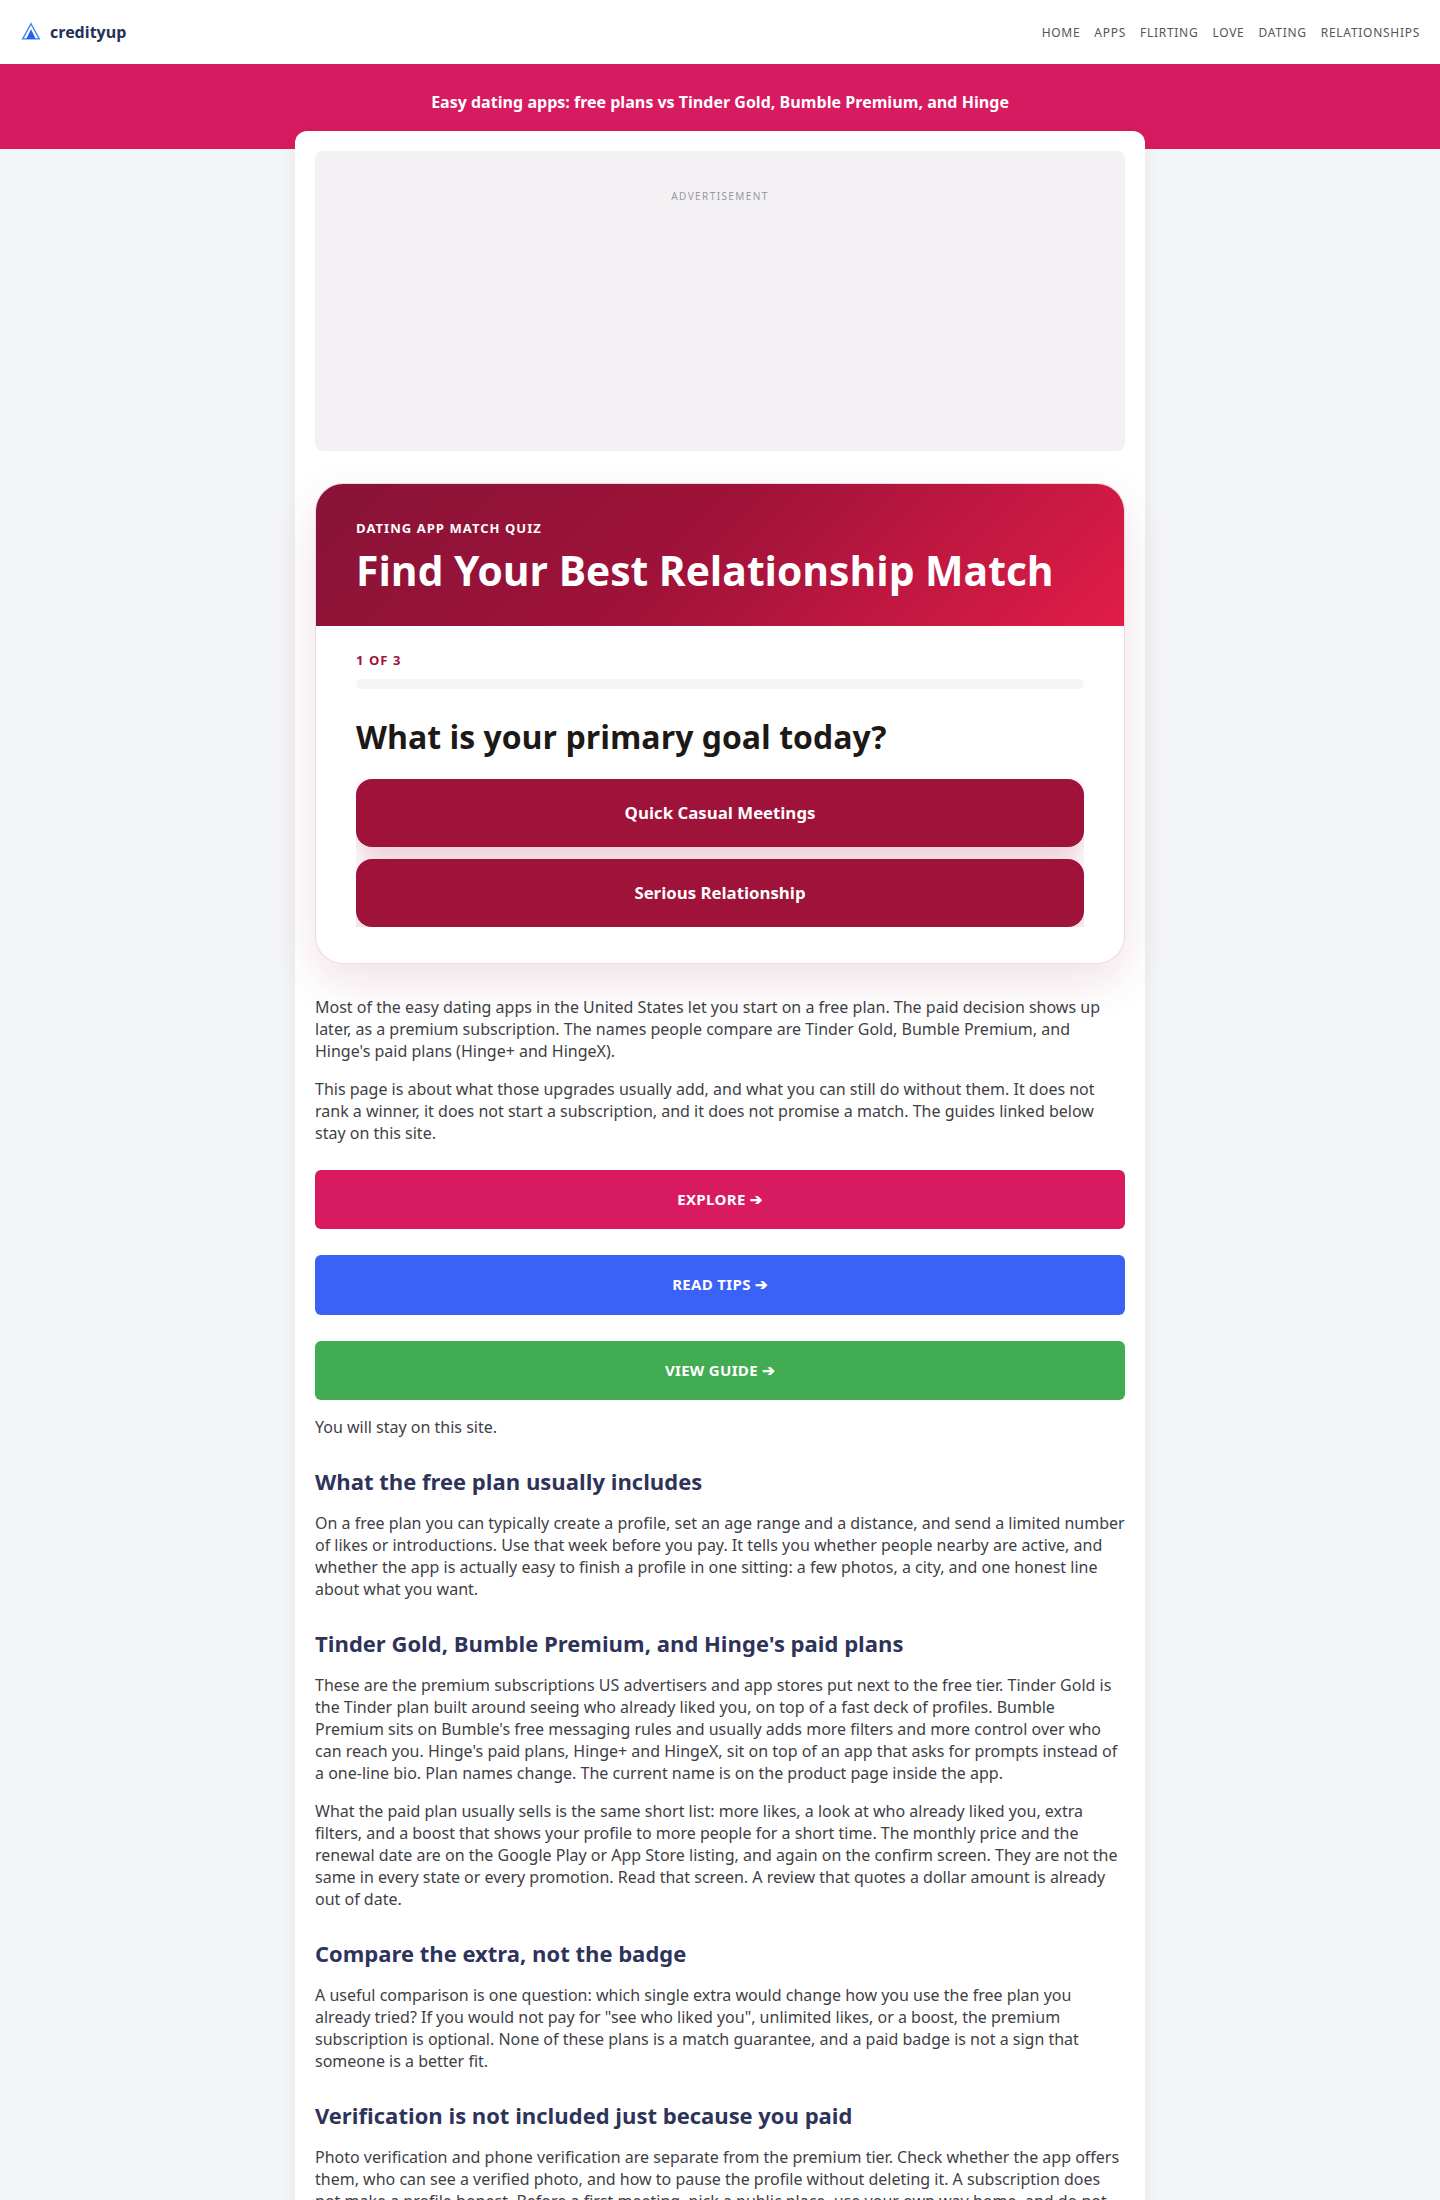 credityup
HOME APPS FLIRTING LOVE DATING RELATIONSHIPS
Easy dating apps: free plans vs Tinder Gold, Bumble Premium, and Hinge
ADVERTISEMENT
DATING APP MATCH QUIZ
Find Your Best Relationship Match
1 OF 3
What is your primary goal today?
Quick Casual Meetings
Serious Relationship
Most of the easy dating apps in the United States let you start on a free plan. The paid decision shows up
later, as a premium subscription. The names people compare are Tinder Gold, Bumble Premium, and
Hinge's paid plans (Hinge+ and HingeX).
This page is about what those upgrades usually add, and what you can still do without them. It does not
rank a winner, it does not start a subscription, and it does not promise a match. The guides linked below
stay on this site.
EXPLORE ➔
READ TIPS ➔
VIEW GUIDE ➔
You will stay on this site.
What the free plan usually includes
On a free plan you can typically create a profile, set an age range and a distance, and send a limited number
of likes or introductions. Use that week before you pay. It tells you whether people nearby are active, and
whether the app is actually easy to finish a profile in one sitting: a few photos, a city, and one honest line
about what you want.
Tinder Gold, Bumble Premium, and Hinge's paid plans
These are the premium subscriptions US advertisers and app stores put next to the free tier. Tinder Gold is
the Tinder plan built around seeing who already liked you, on top of a fast deck of profiles. Bumble
Premium sits on Bumble's free messaging rules and usually adds more filters and more control over who
can reach you. Hinge's paid plans, Hinge+ and HingeX, sit on top of an app that asks for prompts instead of
a one-line bio. Plan names change. The current name is on the product page inside the app.
What the paid plan usually sells is the same short list: more likes, a look at who already liked you, extra
filters, and a boost that shows your profile to more people for a short time. The monthly price and the
renewal date are on the Google Play or App Store listing, and again on the confirm screen. They are not the
same in every state or every promotion. Read that screen. A review that quotes a dollar amount is already
out of date.
Compare the extra, not the badge
A useful comparison is one question: which single extra would change how you use the free plan you
already tried? If you would not pay for "see who liked you", unlimited likes, or a boost, the premium
subscription is optional. None of these plans is a match guarantee, and a paid badge is not a sign that
someone is a better fit.
Verification is not included just because you paid
Photo verification and phone verification are separate from the premium tier. Check whether the app offers
them, who can see a verified photo, and how to pause the profile without deleting it. A subscription does
not make a profile honest. Before a first meeting, pick a public place, use your own way home, and do not